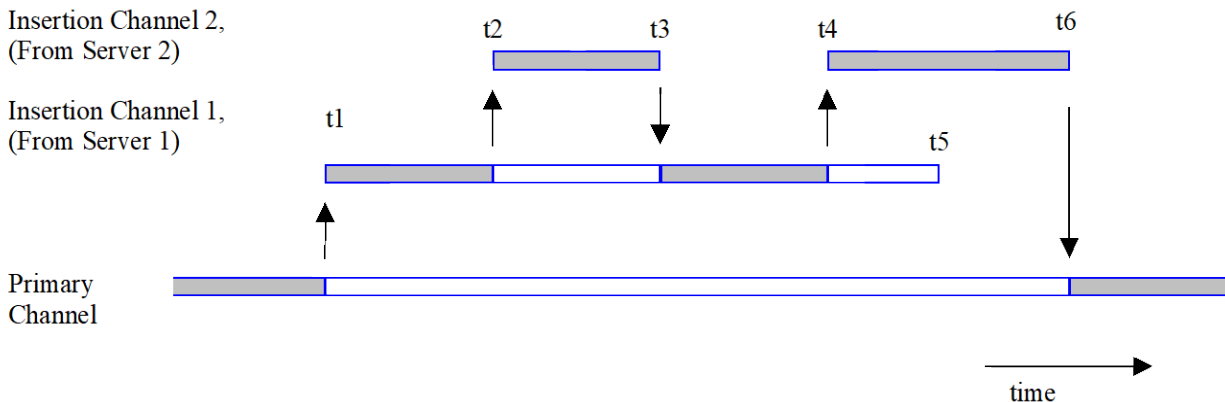 Insertion Channel 2,
(From Server 2)
t2
t3
t4
t6
Insertion Channel 1,
(From Server 1)
t1
t5
Primary
Channel
time